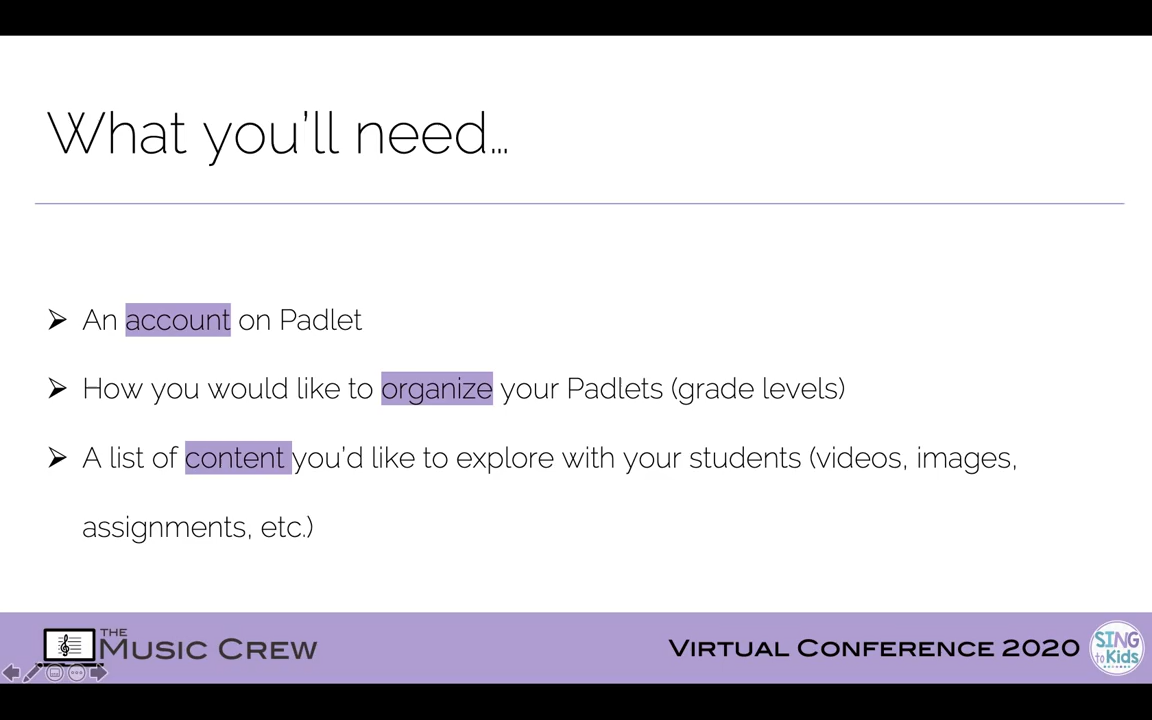 What you'll need…
➢ An account on Padlet
➢ How you would like to organize your Padlets (grade levels)
➢ A list of content you'd like to explore with your students (videos, images,
assignments, etc.)
THE
MUSIC CREW
VIRTUAL CONFERENCE 2020
SING
to Kids